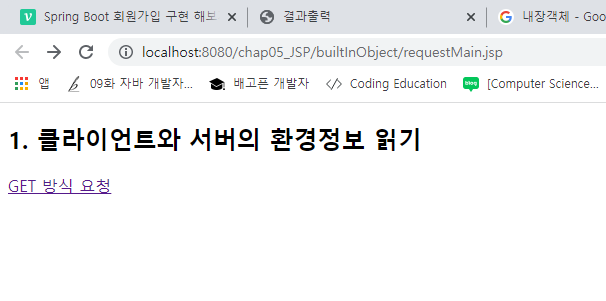 Spring Boot 회원가입 구현 해보
결과출력
내장객체 - Goo
localhost:8080/chap05_JSP/builtInObject/requestMain.jsp
앱
09화 자바 개발자...
배고픈 개발자
Coding Education
blog
[Computer Science...
1. 클라이언트와 서버의 환경정보 읽기
GET 방식 요청